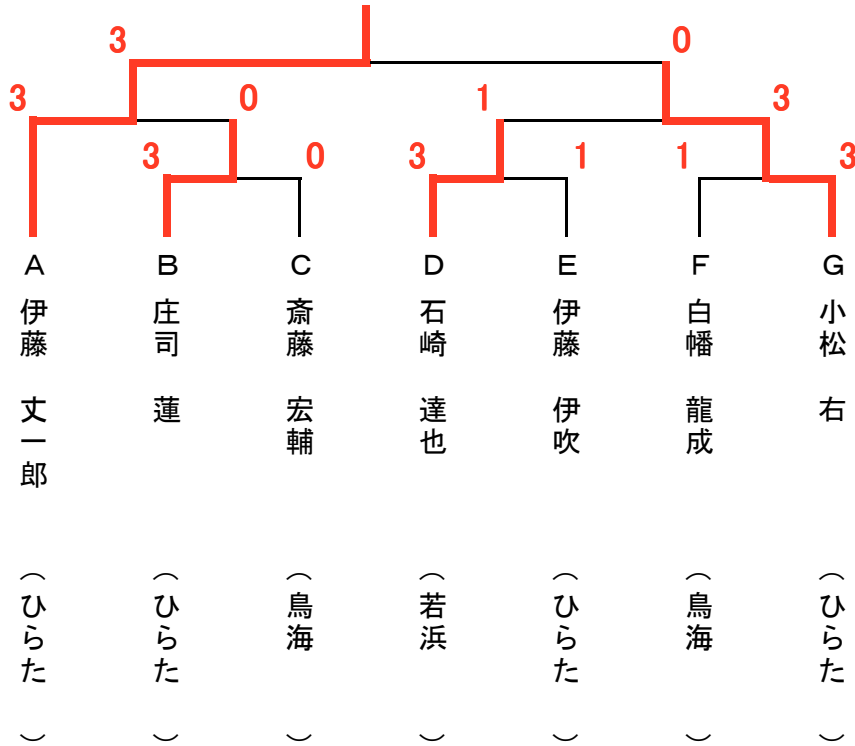 3 0
3 0 1 3
3 0 3 1 1 3
A B C D E F G
伊藤 丈一郎 (ひらた)
庄司 蓮 (ひらた)
斎藤 宏輔 (鳥海)
石崎 達也 (若浜)
伊藤 伊吹 (ひらた)
白幡 龍成 (鳥海)
小松 右 (ひらた)